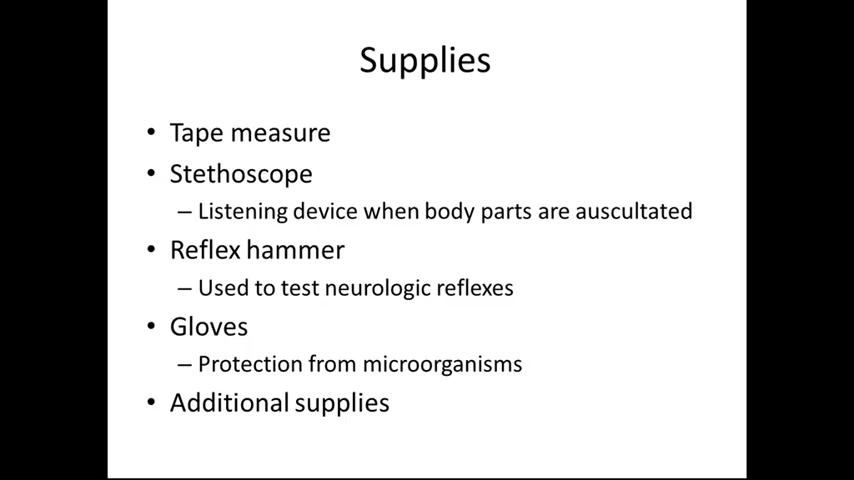 Supplies
• Tape measure
• Stethoscope
– Listening device when body parts are auscultated
• Reflex hammer
– Used to test neurologic reflexes
• Gloves
– Protection from microorganisms
• Additional supplies